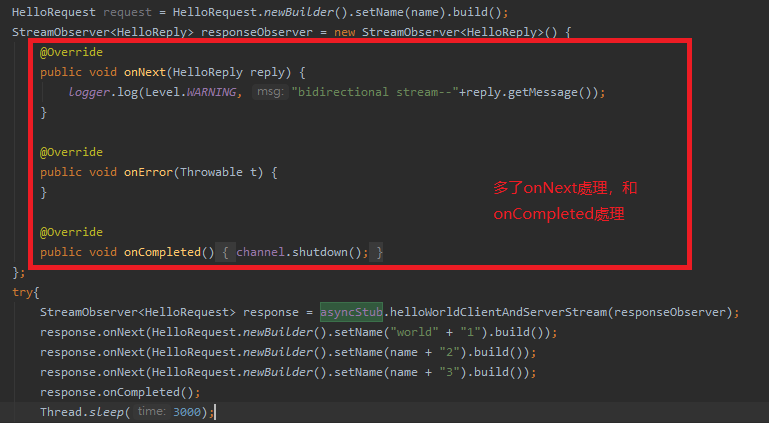 HelloRequest request = HelloRequest.newBuilder().setName(name).build();
StreamObserver<HelloReply> responseObserver = new StreamObserver<HelloReply>() {
@Override
public void onNext(HelloReply reply) {
logger.log(Level.WARNING, msg: "bidirectional stream--"+reply.getMessage());
}
@Override
public void onError(Throwable t) {
}
多了onNext處理，和
onCompleted處理
@Override
public void onCompleted() { channel.shutdown(); }
};
try{
StreamObserver<HelloRequest> response = asyncStub.helloWorldClientAndServerStream(responseObserver);
response.onNext(HelloRequest.newBuilder().setName("world" + "1").build());
response.onNext(HelloRequest.newBuilder().setName(name + "2").build());
response.onNext(HelloRequest.newBuilder().setName(name + "3").build());
response.onCompleted();
Thread.sleep( time: 3000);